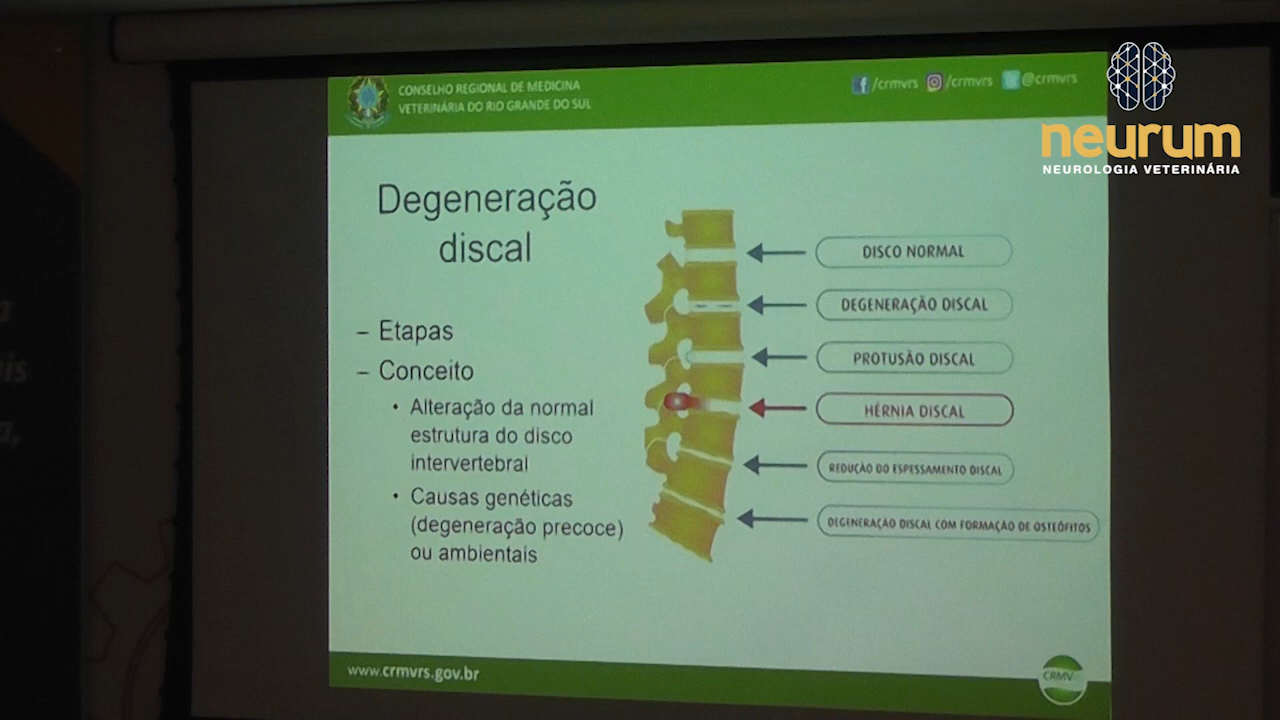 CONSELHO REGIONAL DE MEDICINA
VETERINÁRIA DO RIO GRANDE DO SUL
/crmvrs
/crmvrs
@crmvrs
neurum
NEUROLOGIA VETERINÁRIA
Degeneração
discal
– Etapas
– Conceito
• Alteração da normal
estrutura do disco
intervertebral
• Causas genéticas
(degeneração precoce)
ou ambientais
DISCO NORMAL
DEGENERAÇÃO DISCAL
PROTUSÃO DISCAL
HÉRNIA DISCAL
REDUÇÃO DO ESPESSAMENTO DISCAL
DEGENERAÇÃO DISCAL COM FORMAÇÃO DE OSTEÓFITOS
www.crmvrs.gov.br